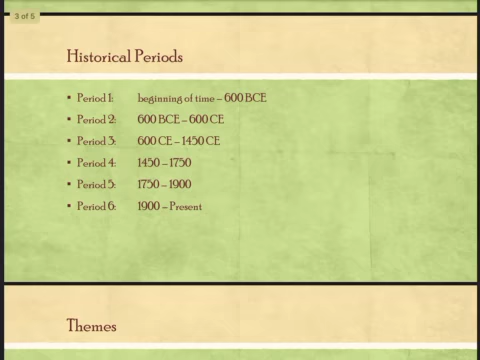 3 of 5
Historical Periods
• Period 1: beginning of time – 600 BCE
• Period 2: 600 BCE – 600 CE
• Period 3: 600 CE – 1450 CE
• Period 4: 1450 – 1750
• Period 5: 1750 – 1900
• Period 6: 1900 – Present
Themes